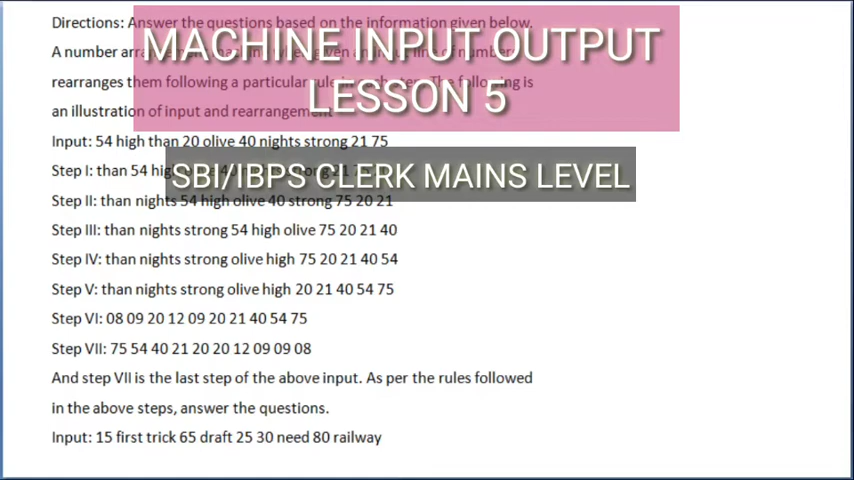 Directions: Answer the questions based on the information given below.
A number
MACHINE INPUT OUTPUT
rearranges them following a particular rule
The following is
LESSON 5
an illustration of input and rearrangement
Input: 54 high than 20 olive 40 nights strong 21 75
Step I: than 54 high
SBI/IBPS CLERK MAINS LEVEL
Step II: than nights 54 high olive 40 strong 75 20 21
Step III: than nights strong 54 high olive 75 20 21 40
Step IV: than nights strong olive high 75 20 21 40 54
Step V: than nights strong olive high 20 21 40 54 75
Step VI: 08 09 20 12 09 20 21 40 54 75
Step VII: 75 54 40 21 20 20 12 09 09 08
And step VII is the last step of the above input. As per the rules followed
in the above steps, answer the questions.
Input: 15 first trick 65 draft 25 30 need 80 railway